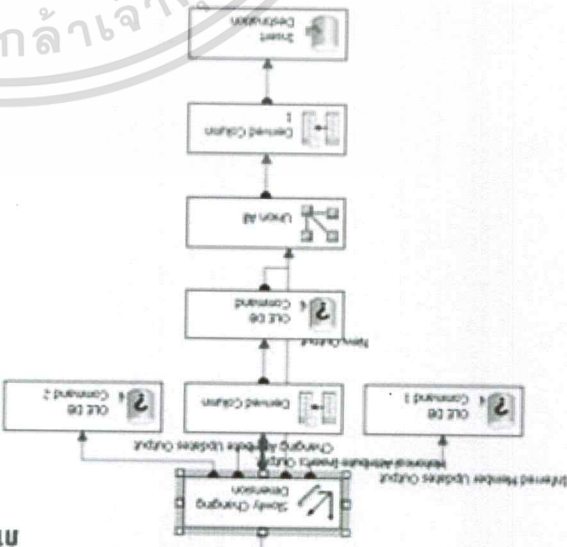 Slowly Changing
Dimension
Inferred Member Updates Output
Historical Attribute Inserts Output
Changing Attribute Updates Output
OLE DB
Command 1
Derived Column
OLE DB
Command 2
New Output
OLE DB
Command
Union All
Derived Column
1
Insert
Destination
กล้าเจ้า